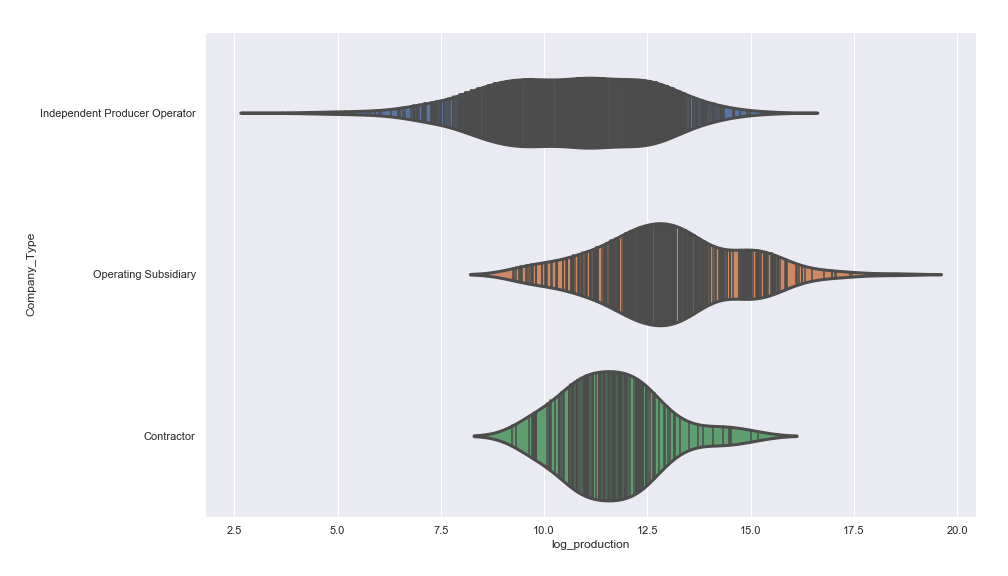 Company_Type
Independent Producer Operator
Operating Subsidiary
Contractor
2.5 5.0 7.5 10.0 12.5 15.0 17.5 20.0
log_production